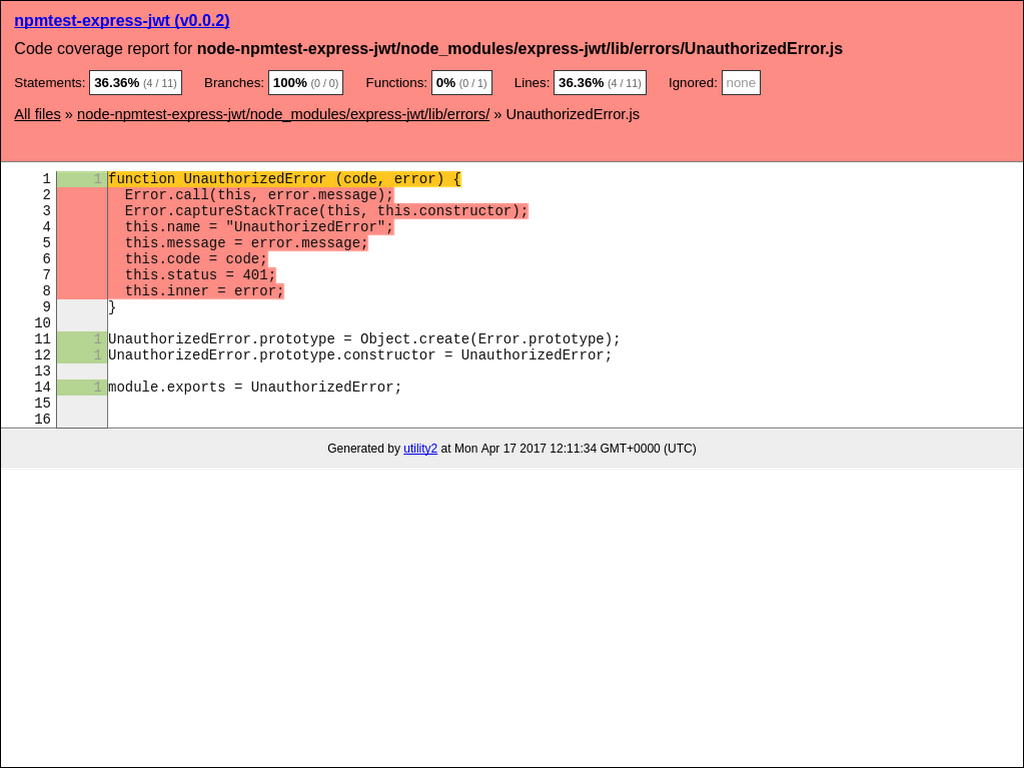 npmtest-express-jwt (v0.0.2)
Code coverage report for node-npmtest-express-jwt/node_modules/express-jwt/lib/errors/UnauthorizedError.js
Statements: 36.36% (4 / 11) Branches: 100% (0 / 0) Functions: 0% (0 / 1) Lines: 36.36% (4 / 11) Ignored: none
All files » node-npmtest-express-jwt/node_modules/express-jwt/lib/errors/ » UnauthorizedError.js
1 1 function UnauthorizedError (code, error) {
2   Error.call(this, error.message);
3   Error.captureStackTrace(this, this.constructor);
4   this.name = "UnauthorizedError";
5   this.message = error.message;
6   this.code = code;
7   this.status = 401;
8   this.inner = error;
9 }
10
11 1 UnauthorizedError.prototype = Object.create(Error.prototype);
12 1 UnauthorizedError.prototype.constructor = UnauthorizedError;
13
14 1 module.exports = UnauthorizedError;
15
16
Generated by utility2 at Mon Apr 17 2017 12:11:34 GMT+0000 (UTC)